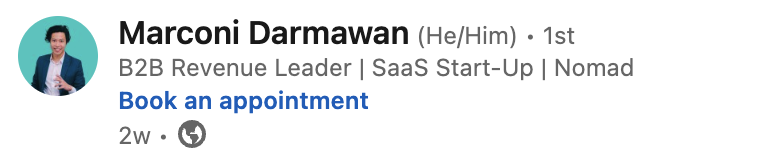 Marconi Darmawan (He/Him) • 1st
B2B Revenue Leader | SaaS Start-Up | Nomad
Book an appointment
2w •